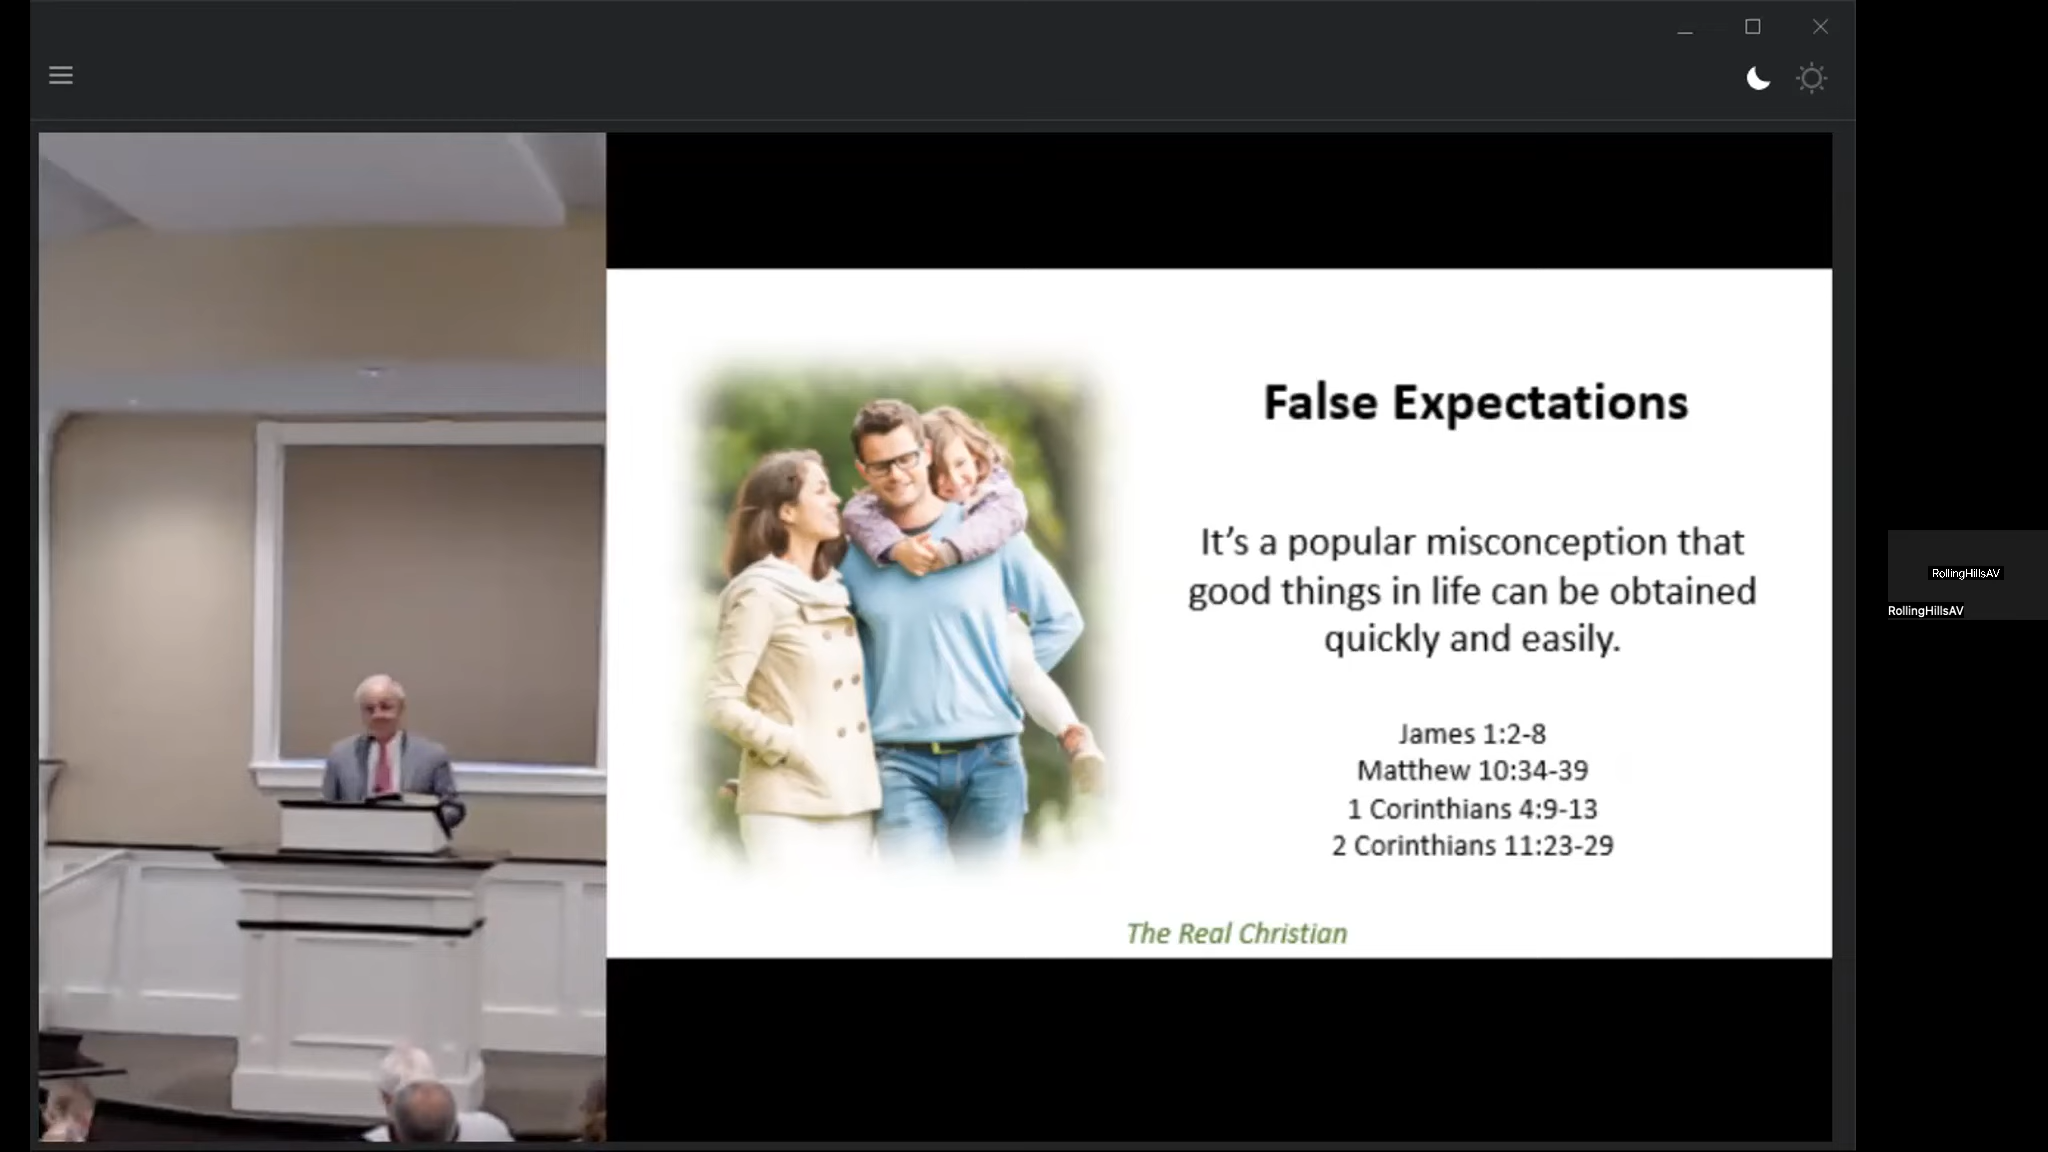 False Expectations
It's a popular misconception that
good things in life can be obtained
quickly and easily.
James 1:2-8
Matthew 10:34-39
1 Corinthians 4:9-13
2 Corinthians 11:23-29
The Real Christian
RollingHillsAV
RollingHillsAV